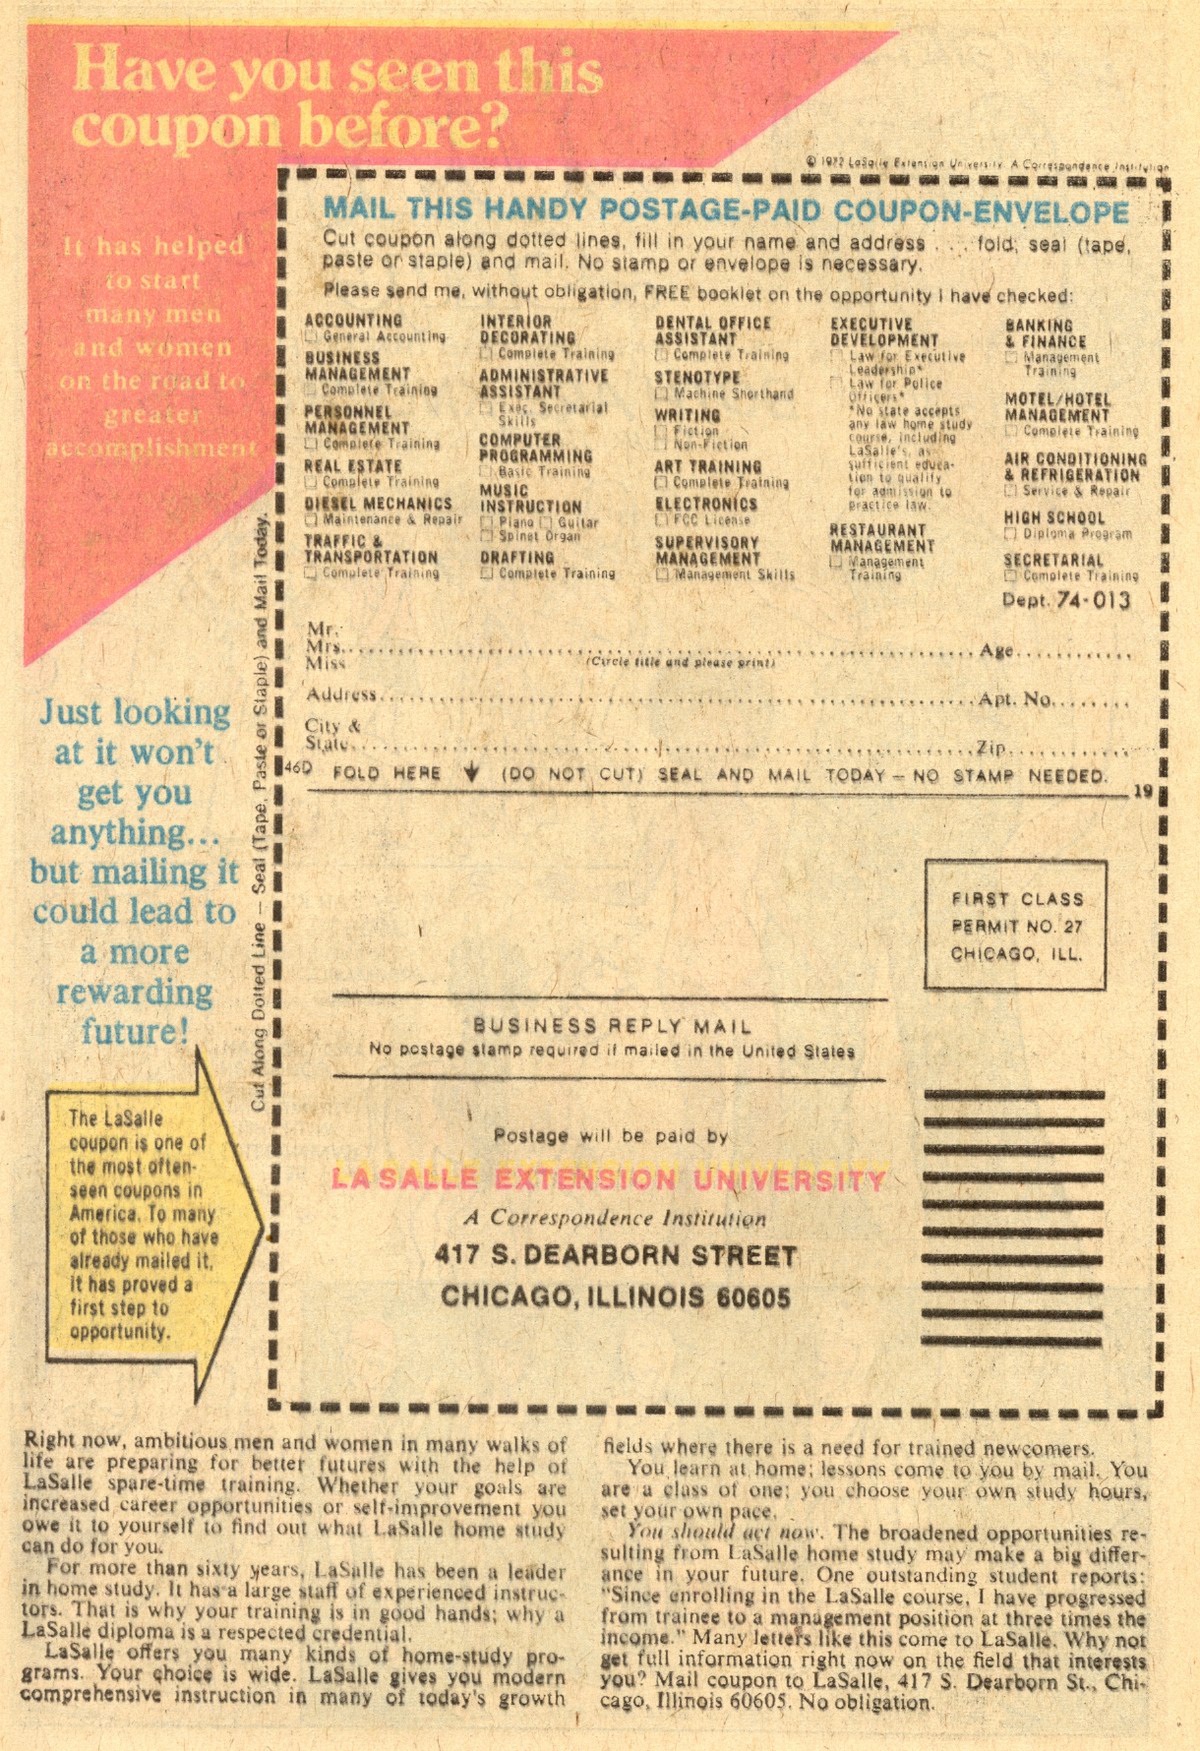 Have you seen this
coupon before?
It has helped
to start
many men
and women
on the road to
greater
accomplishment
© 1977 LaSalle Extension University A Correspondence Institution
MAIL THIS HANDY POSTAGE-PAID COUPON-ENVELOPE
Cut coupon along dotted lines, fill in your name and address . . . fold, seal (tape,
paste or staple) and mail. No stamp or envelope is necessary.
Please send me, without obligation, FREE booklet on the opportunity I have checked:
ACCOUNTING
☐ General Accounting
BUSINESS
MANAGEMENT
☐ Complete Training
PERSONNEL
MANAGEMENT
☐ Complete Training
REAL ESTATE
☐ Complete Training
DIESEL MECHANICS
☐ Maintenance & Repair
TRAFFIC &
TRANSPORTATION
☐ Complete Training
INTERIOR
DECORATING
☐ Complete Training
ADMINISTRATIVE
ASSISTANT
☐ Exec. Secretarial
Skills
COMPUTER
PROGRAMMING
☐ Basic Training
MUSIC
INSTRUCTION
☐ Piano ☐ Guitar
☐ Spinet Organ
DRAFTING
☐ Complete Training
DENTAL OFFICE
ASSISTANT
☐ Complete Training
STENOTYPE
☐ Machine Shorthand
WRITING
☐ Fiction
☐ Non-Fiction
ART TRAINING
☐ Complete Training
ELECTRONICS
☐ FCC License
SUPERVISORY
MANAGEMENT
☐ Management Skills
EXECUTIVE
DEVELOPMENT
☐ Law for Executive
Leadership*
☐ Law for Police
Officers*
*No state accepts
any law home study
course, including
LaSalle's, as
sufficient educa-
tion to qualify
for admission to
practice law.
RESTAURANT
MANAGEMENT
☐ Management
Training
BANKING
& FINANCE
☐ Management
Training
MOTEL/HOTEL
MANAGEMENT
☐ Complete Training
AIR CONDITIONING
& REFRIGERATION
☐ Service & Repair
HIGH SCHOOL
☐ Diploma Program
SECRETARIAL
☐ Complete Training
Dept. 74-013
Mr.
Mrs. Age
Miss (Circle title and please print)
Address Apt. No.
City &
State Zip
46D FOLD HERE (DO NOT CUT) SEAL AND MAIL TODAY — NO STAMP NEEDED.
19
Cut Along Dotted Line — Seal (Tape, Paste or Staple) and Mail Today.
Just looking
at it won't
get you
anything...
but mailing it
could lead to
a more
rewarding
future!
The LaSalle
coupon is one of
the most often-
seen coupons in
America. To many
of those who have
already mailed it,
it has proved a
first step to
opportunity.
FIRST CLASS
PERMIT NO. 27
CHICAGO, ILL.
BUSINESS REPLY MAIL
No postage stamp required if mailed in the United States
Postage will be paid by
LA SALLE EXTENSION UNIVERSITY
A Correspondence Institution
417 S. DEARBORN STREET
CHICAGO, ILLINOIS 60605
Right now, ambitious men and women in many walks of
life are preparing for better futures with the help of
LaSalle spare-time training. Whether your goals are
increased career opportunities or self-improvement you
owe it to yourself to find out what LaSalle home study
can do for you.
For more than sixty years, LaSalle has been a leader
in home study. It has a large staff of experienced instruc-
tors. That is why your training is in good hands; why a
LaSalle diploma is a respected credential.
LaSalle offers you many kinds of home-study pro-
grams. Your choice is wide. LaSalle gives you modern
comprehensive instruction in many of today's growth
fields where there is a need for trained newcomers.
You learn at home; lessons come to you by mail. You
are a class of one; you choose your own study hours,
set your own pace.
You should act now. The broadened opportunities re-
sulting from LaSalle home study may make a big differ-
ance in your future. One outstanding student reports:
"Since enrolling in the LaSalle course, I have progressed
from trainee to a management position at three times the
income." Many letters like this come to LaSalle. Why not
get full information right now on the field that interests
you? Mail coupon to LaSalle, 417 S. Dearborn St., Chi-
cago, Illinois 60605. No obligation.